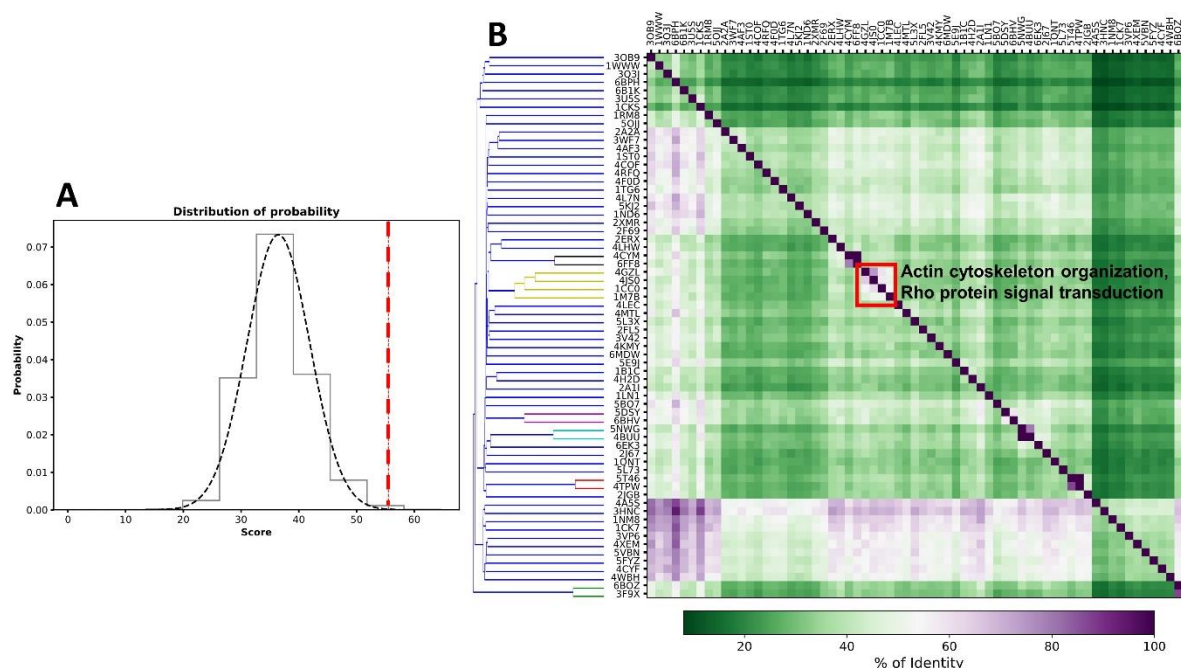 A
Distribution of probability
Probability
0.07
0.06
0.05
0.04
0.03
0.02
0.01
0.00
0
10
20
30
40
50
60
Score
B
3OB9
1WWW
3Q3J
6BPH
6B1K
3U5S
1CKS
1RM8
5OJJ
2A2A
3WF7
4AF3
1ST0
4COF
4RFQ
4F0D
1TG6
4L7N
5KJ2
1ND6
2XMR
2F69
2ERX
4LHW
4CYM
6FF8
4GZL
4JS0
1CC0
1M7B
4LEC
4MTL
5L3X
2FL5
3V42
4KMY
6MDW
5E9J
1B1C
4H2D
2A1I
1LN1
5BO7
5DSY
6BHV
5NWG
4BUU
6EK3
2J67
1QNT
5L73
5T46
4TPW
2JGB
4A5S
3HNC
1NM8
1CK7
3VP6
4XEM
5VBN
5FYZ
4CYF
4WBH
6BOZ
3F9X
Actin cytoskeleton organization,
Rho protein signal transduction
20
40
60
80
100
% of Identity